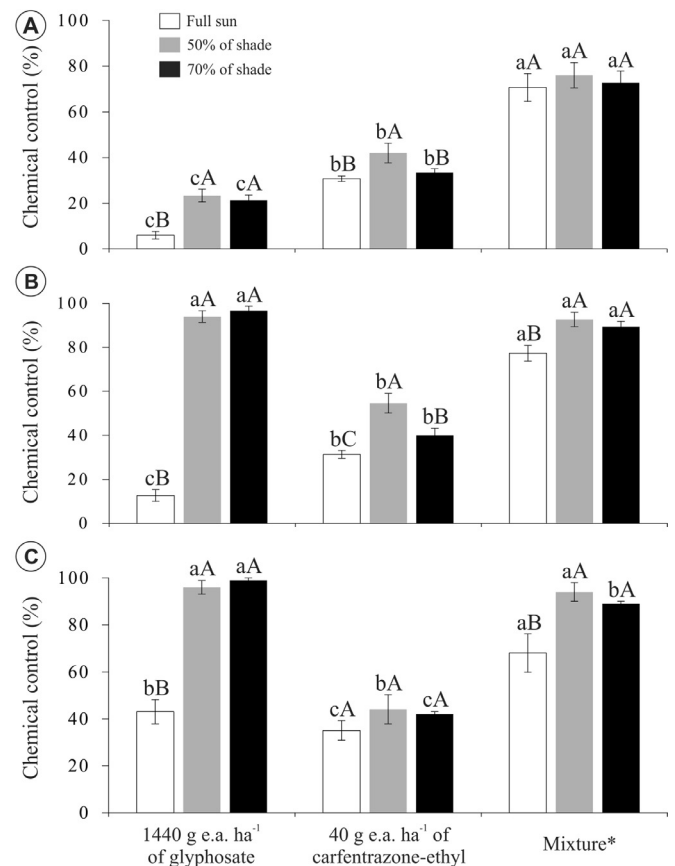 A
Chemical control (%)
100
80
60
40
20
0
Full sun
50% of shade
70% of shade
cB
cA
cA
bB
bA
bB
aA
aA
aA
B
Chemical control (%)
100
80
60
40
20
0
cB
aA
aA
bC
bA
bB
aB
aA
aA
C
Chemical control (%)
100
80
60
40
20
0
bB
aA
aA
cA
bA
cA
aB
aA
bA
1440 g e.a. ha⁻¹
of glyphosate
40 g e.a. ha⁻¹ of
carfentrazone-ethyl
Mixture*